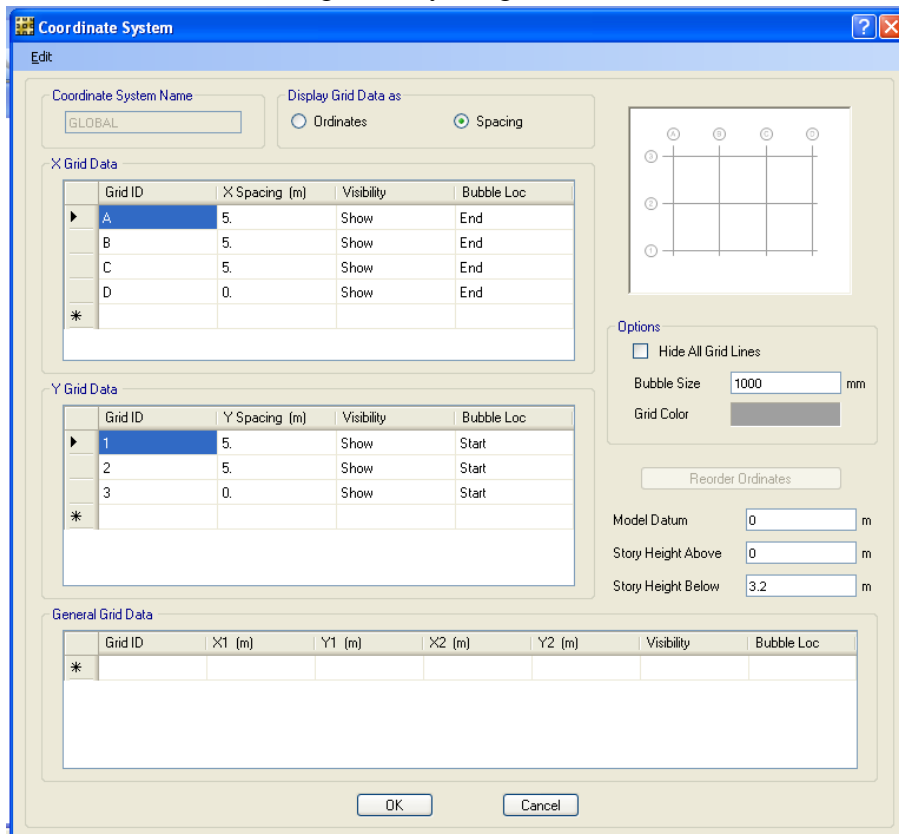 Coordinate System
Edit
Coordinate System Name
GLOBAL
Display Grid Data as
Ordinates Spacing
X Grid Data
Grid ID X Spacing (m) Visibility Bubble Loc
A 5. Show End
B 5. Show End
C 5. Show End
D 0. Show End
*
Y Grid Data
Grid ID Y Spacing (m) Visibility Bubble Loc
1 5. Show Start
2 5. Show Start
3 0. Show Start
*
A B C D
3
2
1
Options
Hide All Grid Lines
Bubble Size 1000 mm
Grid Color
Reorder Ordinates
Model Datum 0 m
Story Height Above 0 m
Story Height Below 3.2 m
General Grid Data
Grid ID X1 (m) Y1 (m) X2 (m) Y2 (m) Visibility Bubble Loc
*
OK Cancel